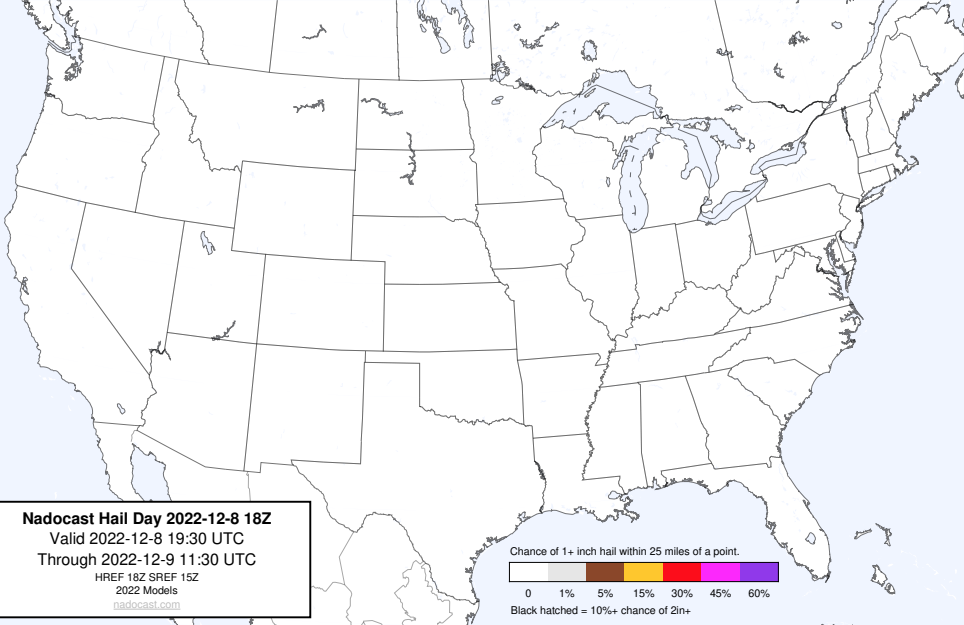 Nadocast Hail Day 2022-12-8 18Z
Valid 2022-12-8 19:30 UTC
Through 2022-12-9 11:30 UTC
HREF 18Z SREF 15Z
2022 Models
nadocast.com
Chance of 1+ inch hail within 25 miles of a point.
0 1% 5% 15% 30% 45% 60%
Black hatched = 10%+ chance of 2in+